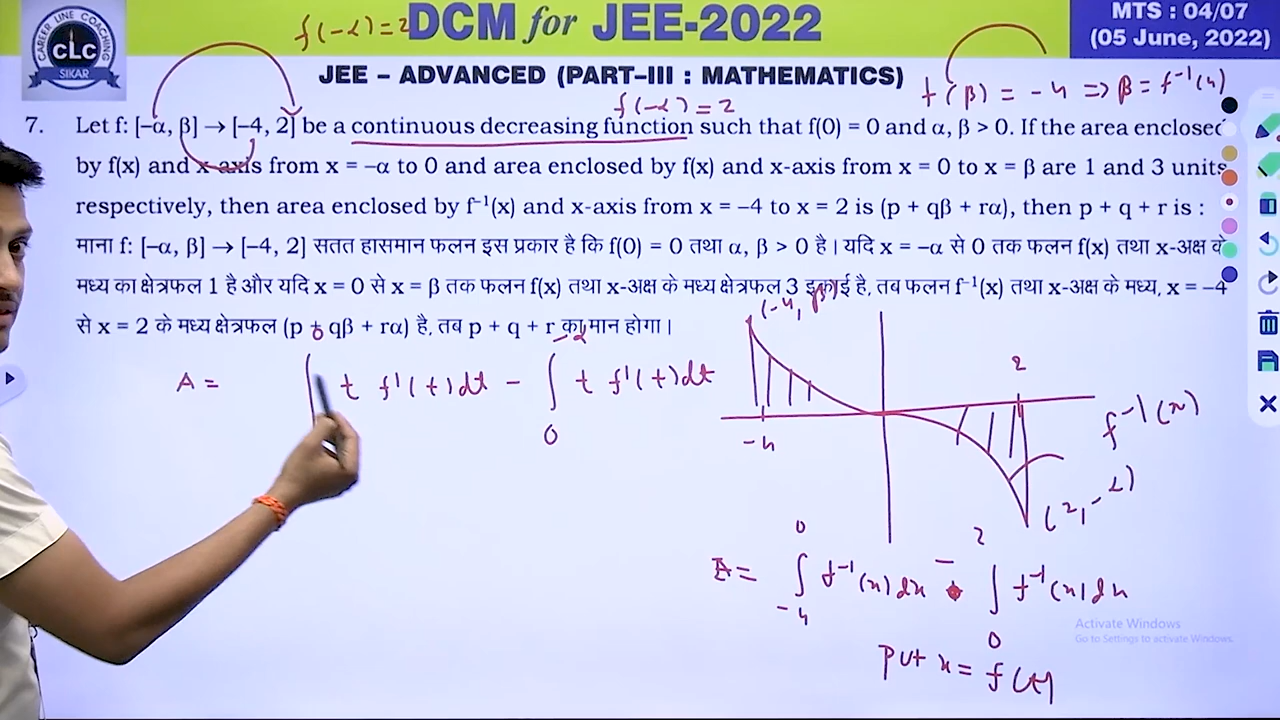 CAREER LINE COACHING
CLC
SIKAR
DCM for JEE-2022
MTS : 04/07
(05 June, 2022)
f(-α)=2
JEE – ADVANCED (PART–III : MATHEMATICS)
f(β) = -4 ⇒ β = f⁻¹(4)
f(-α) = 2
7. Let f: [–α, β] → [–4, 2] be a continuous decreasing function such that f(0) = 0 and α, β > 0. If the area enclosed
by f(x) and x-axis from x = –α to 0 and area enclosed by f(x) and x-axis from x = 0 to x = β are 1 and 3 units
respectively, then area enclosed by f⁻¹(x) and x-axis from x = –4 to x = 2 is (p + qβ + rα), then p + q + r is :
माना f: [–α, β] → [–4, 2] सतत हासमान फलन इस प्रकार है कि f(0) = 0 तथा α, β > 0 है। यदि x = –α से 0 तक फलन f(x) तथा x-अक्ष के
मध्य का क्षेत्रफल 1 है और यदि x = 0 से x = β तक फलन f(x) तथा x-अक्ष के मध्य क्षेत्रफल 3 इकाई है, तब फलन f⁻¹(x) तथा x-अक्ष के मध्य, x = –4
से x = 2 के मध्य क्षेत्रफल (p + qβ + rα) है, तब p + q + r का मान होगा।
(-4, β)
A = ∫ t f'(t)dt - ∫₀^-α t f'(t)dt
2
-4
f⁻¹(x)
(2, -α)
A = ∫₋₄⁰ f⁻¹(x)dx - ∫₀² f⁻¹(x)dx
put x = f(t)
Activate Windows
Go to Settings to activate Windows.